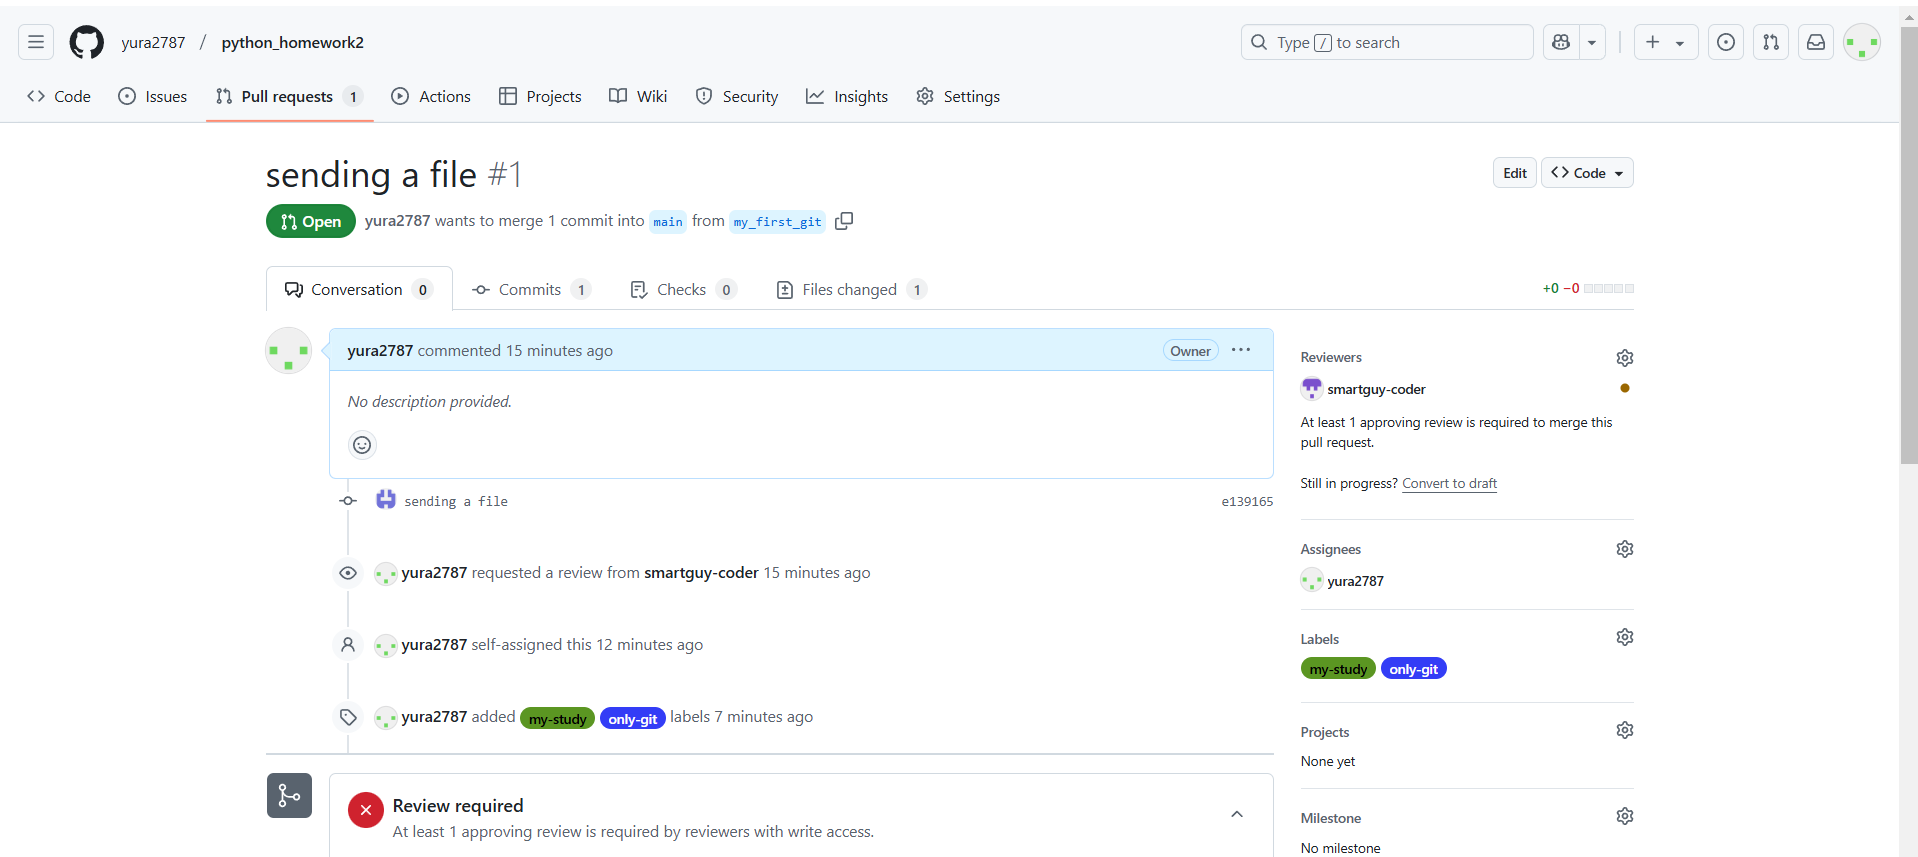 yura2787 / python_homework2
Type / to search
Code
Issues
Pull requests 1
Actions
Projects
Wiki
Security
Insights
Settings
sending a file #1
Edit
Code
Open
yura2787 wants to merge 1 commit into main from my_first_git
Conversation 0
Commits 1
Checks 0
Files changed 1
+0 −0
yura2787 commented 15 minutes ago
Owner
No description provided.
sending a file
e139165
yura2787 requested a review from smartguy-coder 15 minutes ago
yura2787 self-assigned this 12 minutes ago
yura2787 added my-study only-git labels 7 minutes ago
Review required
At least 1 approving review is required by reviewers with write access.
Reviewers
smartguy-coder
At least 1 approving review is required to merge this
pull request.
Still in progress? Convert to draft
Assignees
yura2787
Labels
my-study only-git
Projects
None yet
Milestone
No milestone